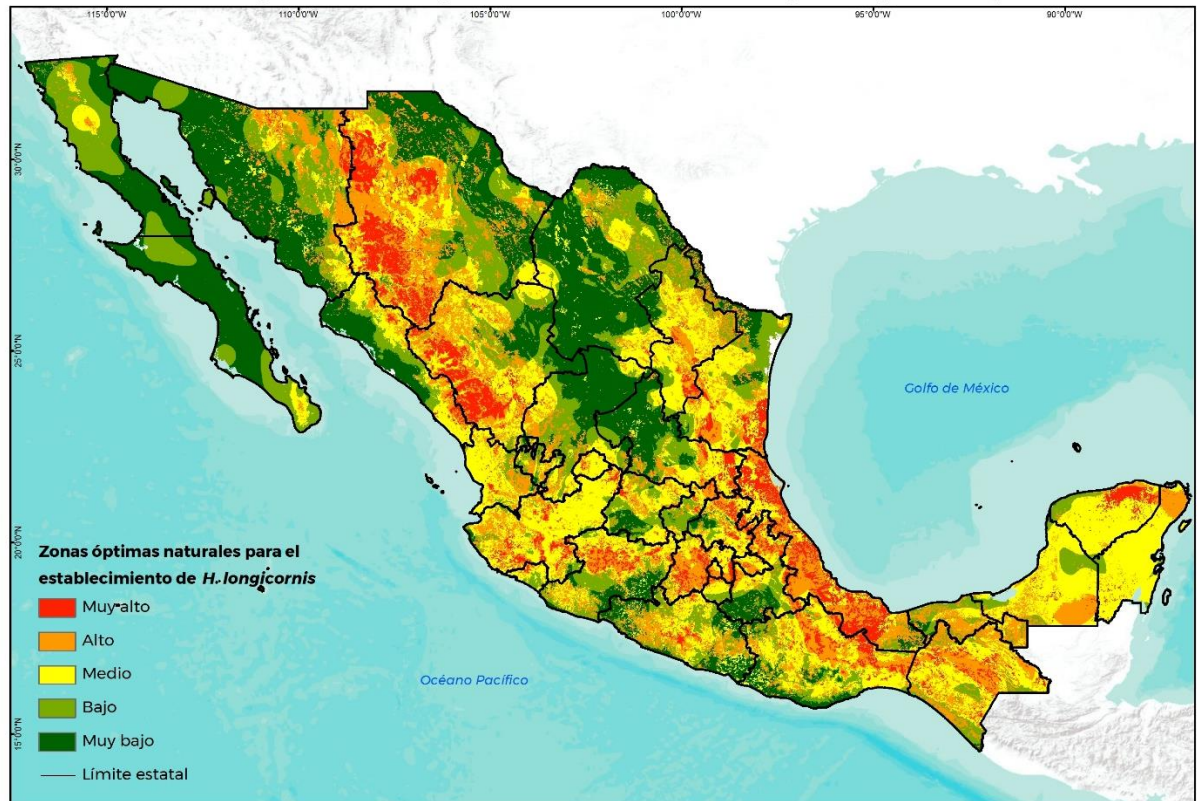 115°0'0"O
110°0'0"O
105°0'0"O
100°0'0"O
95°0'0"O
90°0'0"O
30°0'0"N
25°0'0"N
20°0'0"N
15°0'0"N
Golfo de México
Océano Pacífico
Zonas óptimas naturales para el
establecimiento de H. longicornis
Muy alto
Alto
Medio
Bajo
Muy bajo
Límite estatal